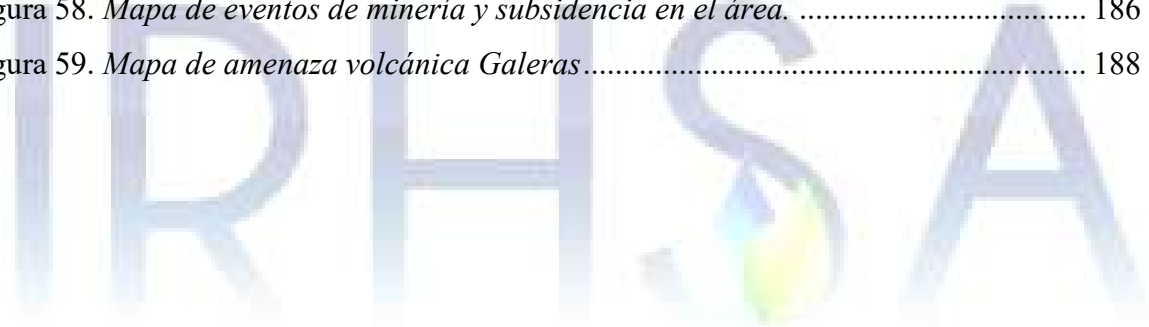 gura 58. Mapa de eventos de minería y subsidencia en el área. .................................... 186
gura 59. Mapa de amenaza volcánica Galeras ................................................................ 188
IRHSA